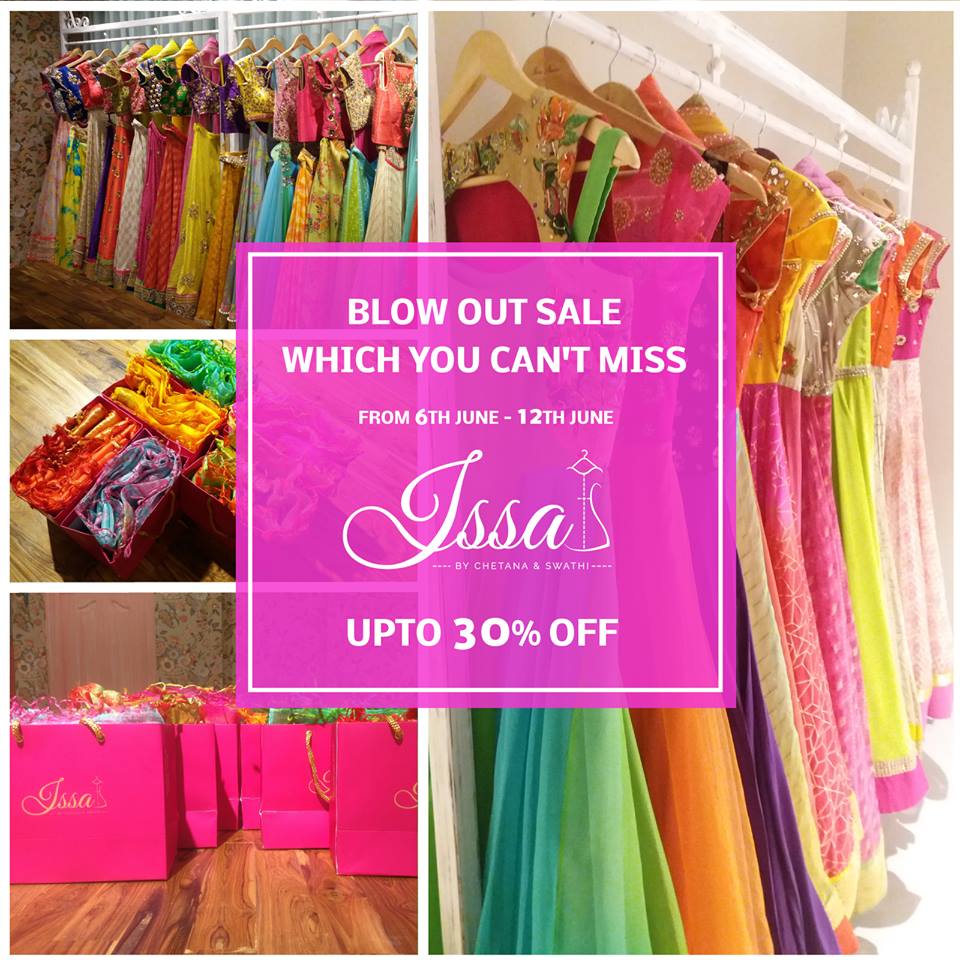 BLOW OUT SALE
WHICH YOU CAN'T MISS
FROM 6TH JUNE - 12TH JUNE
Issa
---- BY CHETANA & SWATHI ----
UPTO 30% OFF
Issa